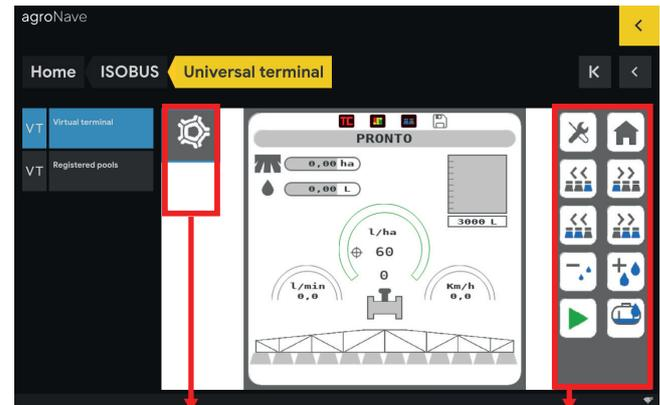 agroNave
Home ISOBUS Universal terminal
VT Virtual terminal
VT Registered pools
TC
PRONTO
0,00 ha
0,00 L
3000 L
l/ha
60
0
l/min
0,0
Km/h
0,0